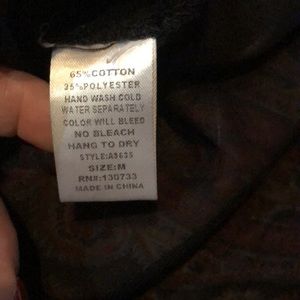 65%COTTON
35%POLYESTER
HAND WASH COLD
WATER SEPARATELY
COLOR WILL BLEED
NO BLEACH
HANG TO DRY
STYLE:A3635
SIZE:M
RN#:130733
MADE IN CHINA